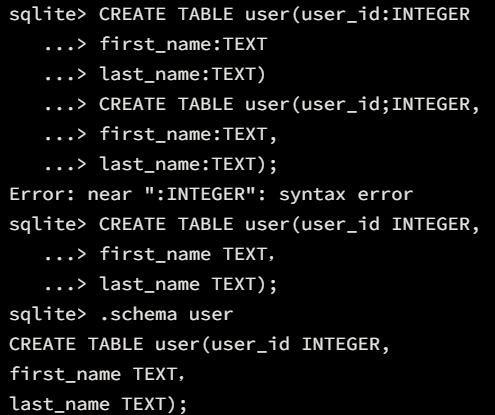 sqlite> CREATE TABLE user(user_id:INTEGER
...> first_name:TEXT
...> last_name:TEXT)
...> CREATE TABLE user(user_id;INTEGER,
...> first_name:TEXT,
...> last_name:TEXT);
Error: near ":INTEGER": syntax error
sqlite> CREATE TABLE user(user_id INTEGER,
...> first_name TEXT,
...> last_name TEXT);
sqlite> .schema user
CREATE TABLE user(user_id INTEGER,
first_name TEXT,
last_name TEXT);